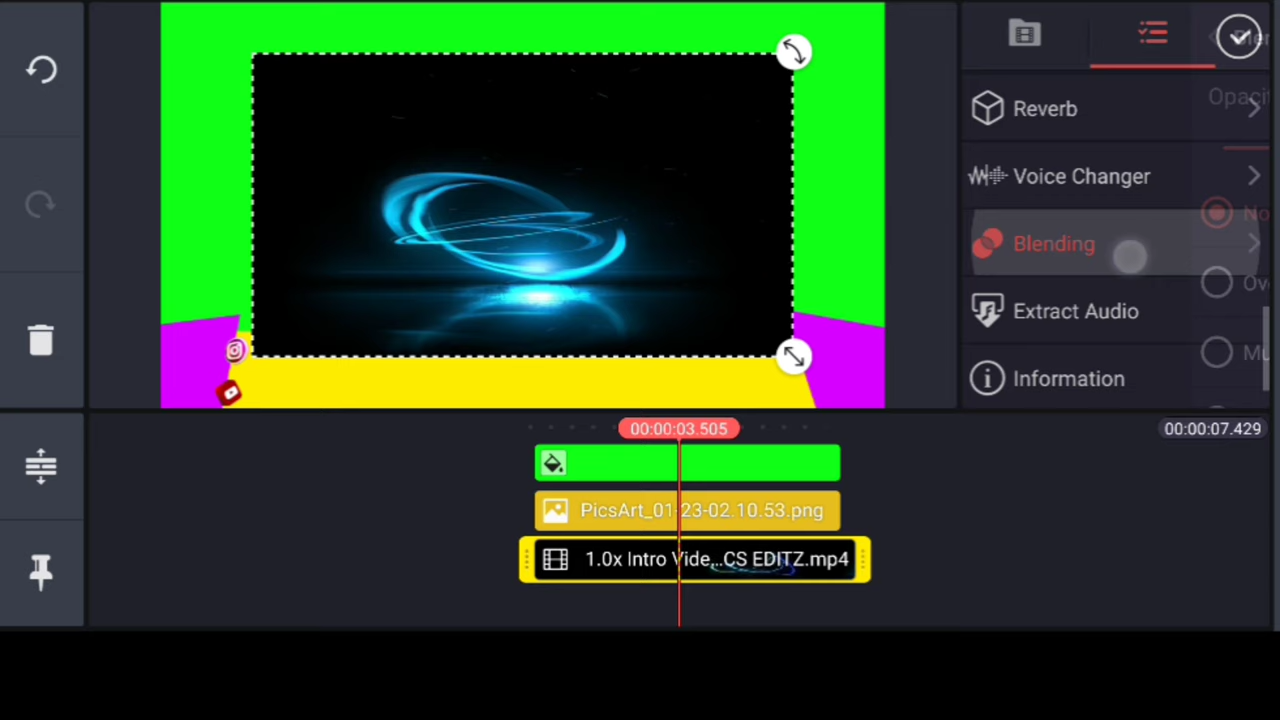 Opaci
Reverb
Voice Changer
No
Blending
Ov
Extract Audio
Mu
Information
00:00:03.505
00:00:07.429
PicsArt_01-23-02.10.53.png
1.0x Intro Vide...CS EDITZ.mp4